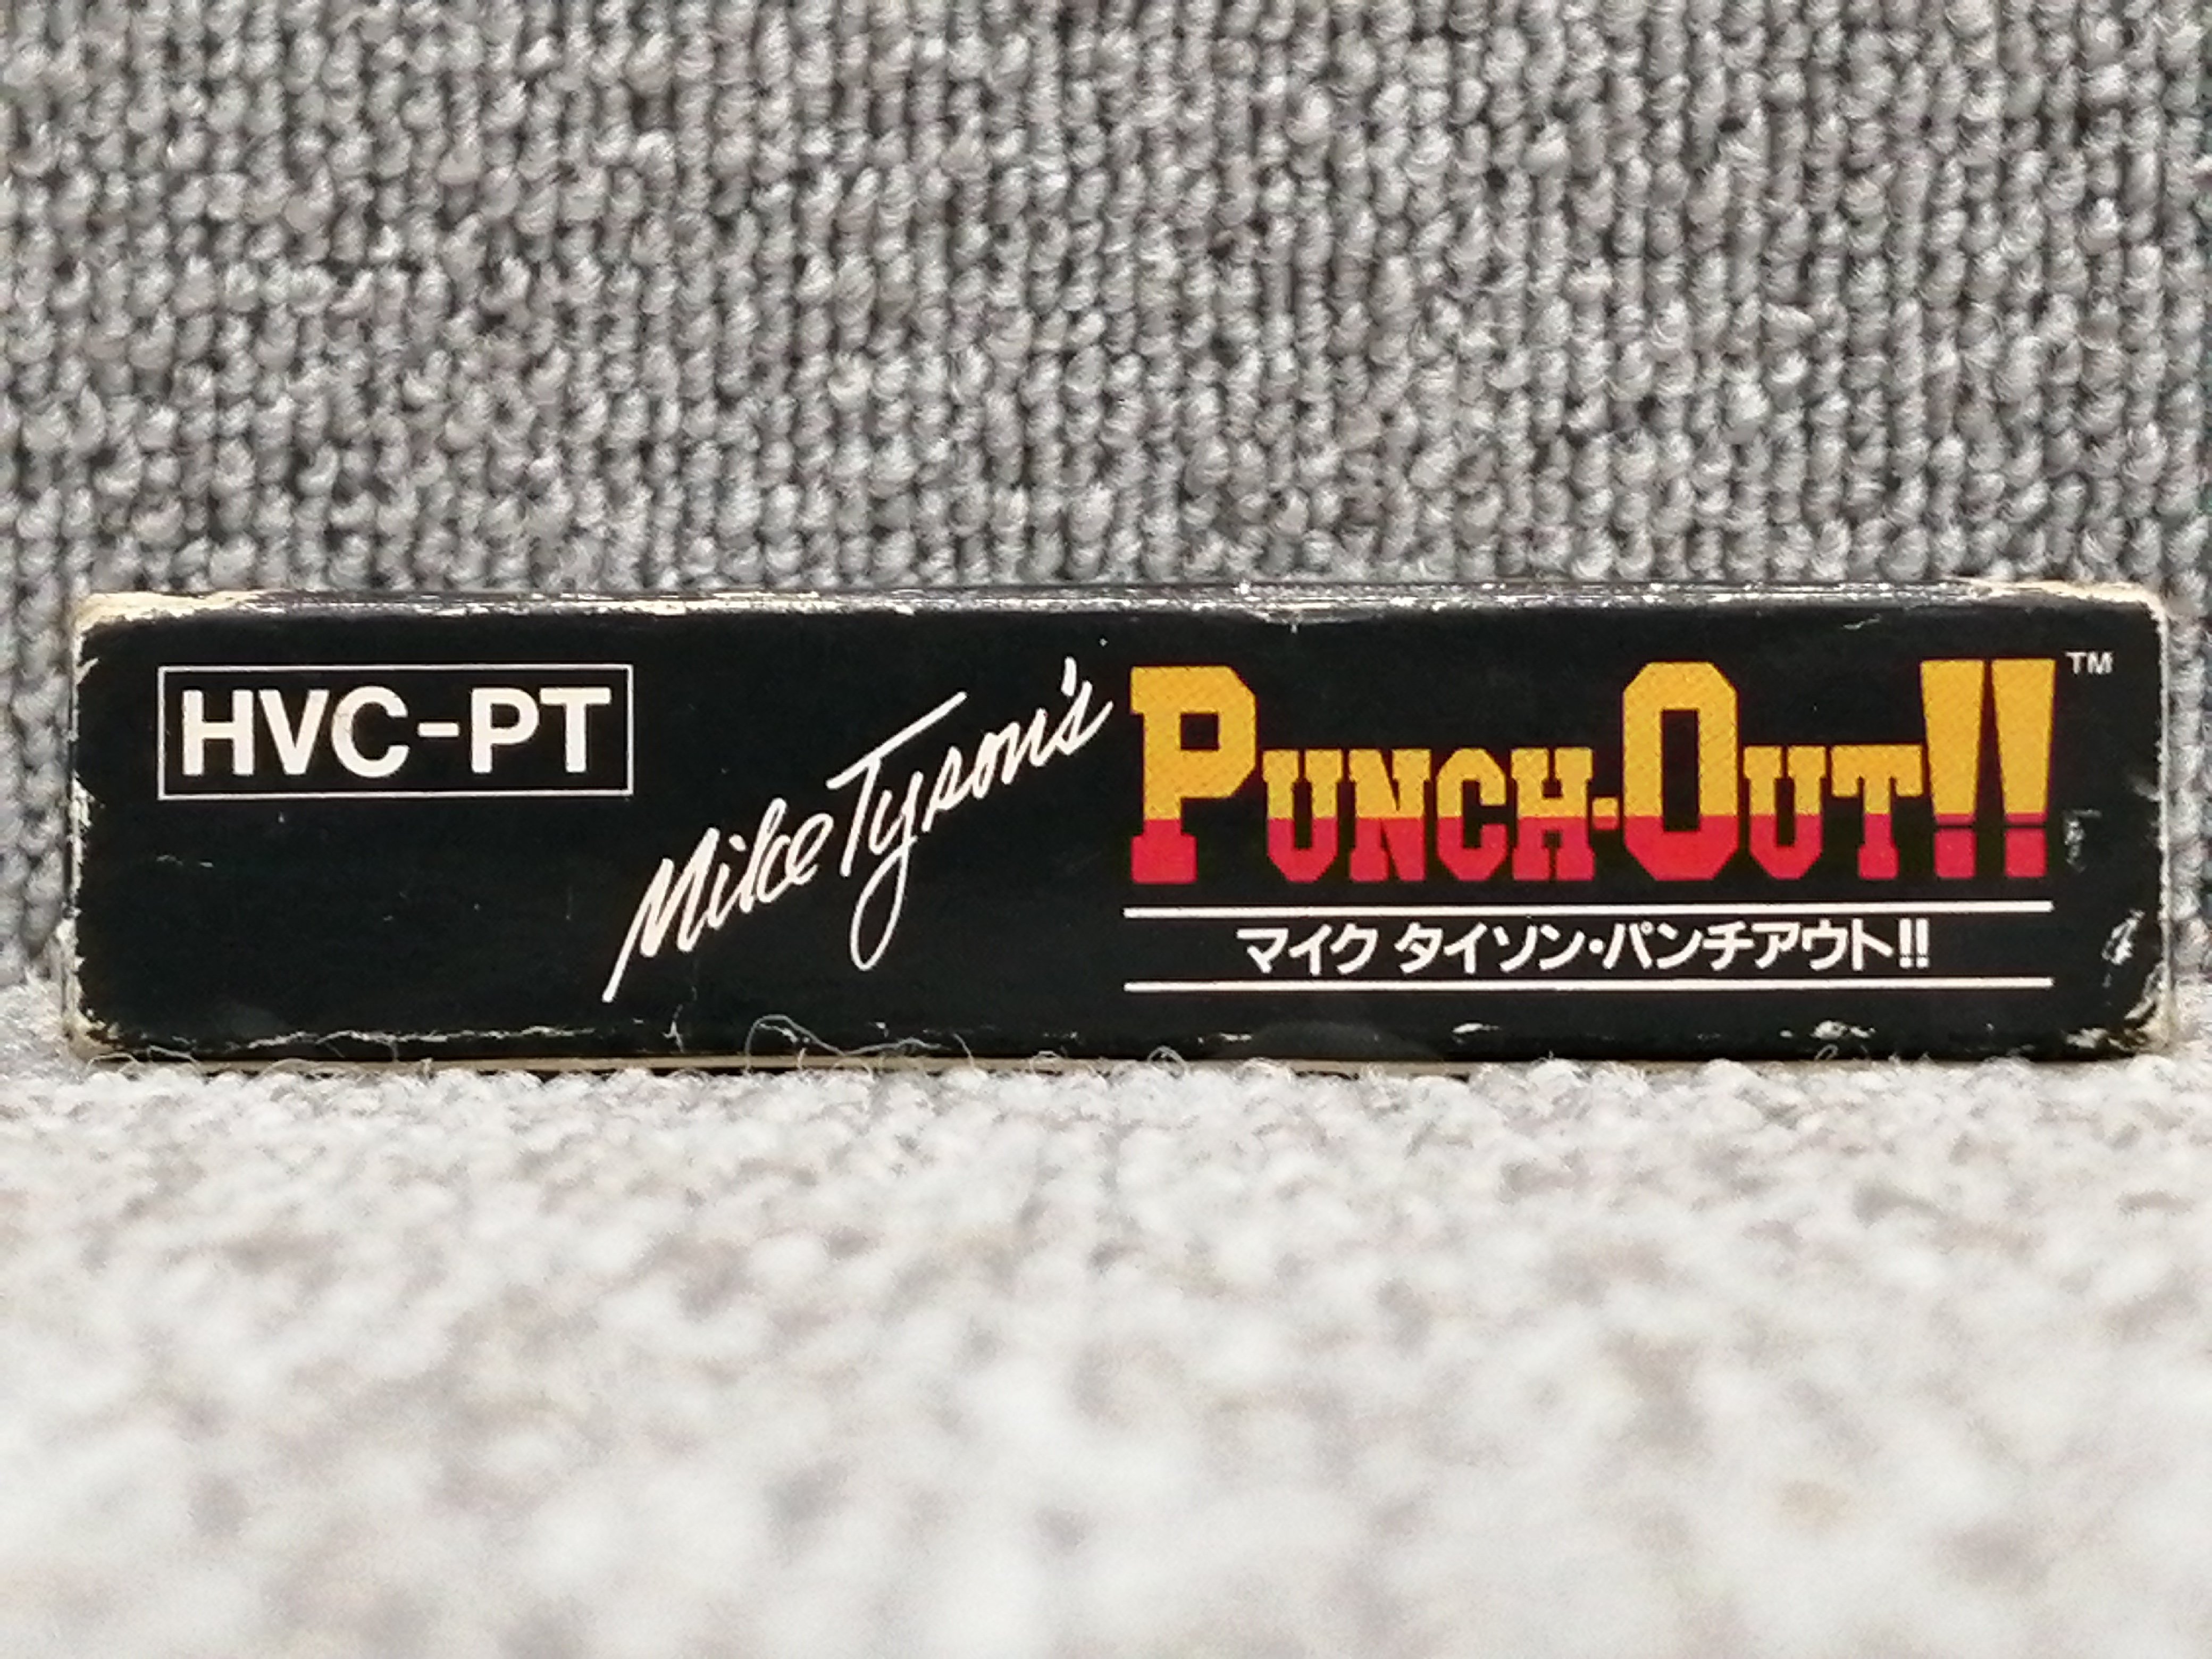 HVC-PT
Mike Tyson's
PUNCH-OUT!! TM
マイク タイソン・パンチアウト!!